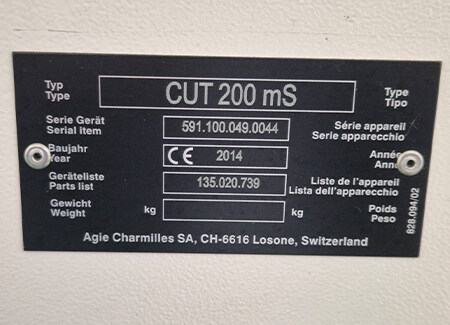 Typ Type CUT 200 mS Type Tipo
Serie Gerät Serial item 591.100.049.0044 Série appareil Serie apparecchio
Baujahr Year CE 2014 Année
Geräteliste Parts list 135.020.739 Liste de l'appareil Lista dell'apparecchio
Gewicht Weight kg kg Poids Peso
828.094/02
Agie Charmilles SA, CH-6616 Losone, Switzerland